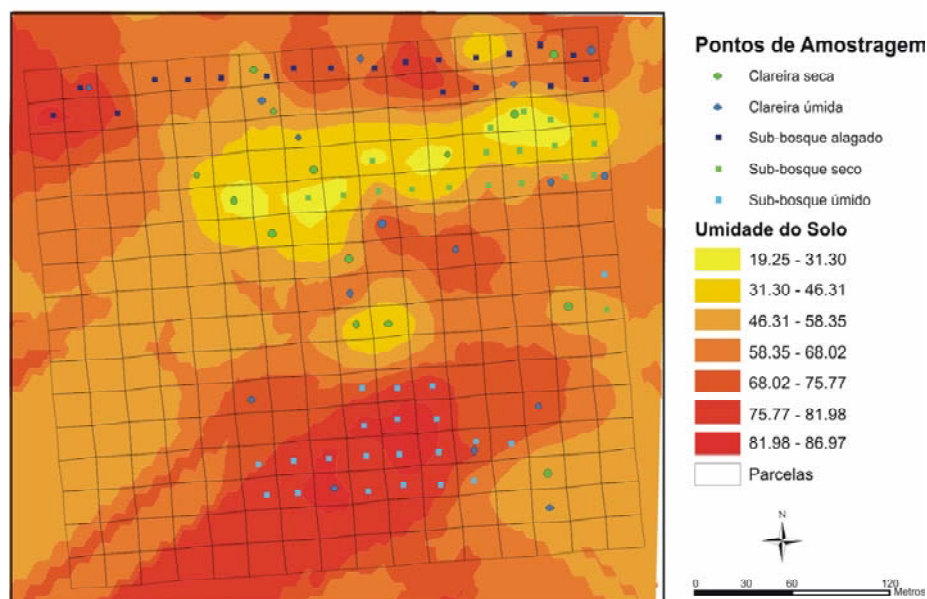 Pontos de Amostragem
Clareira seca
Clareira úmida
Sub-bosque alagado
Sub-bosque seco
Sub-bosque úmido
Umidade do Solo
19.25 - 31.30
31.30 - 46.31
46.31 - 58.35
58.35 - 68.02
68.02 - 75.77
75.77 - 81.98
81.98 - 86.97
Parcelas
N
0 30 60 120
Metros